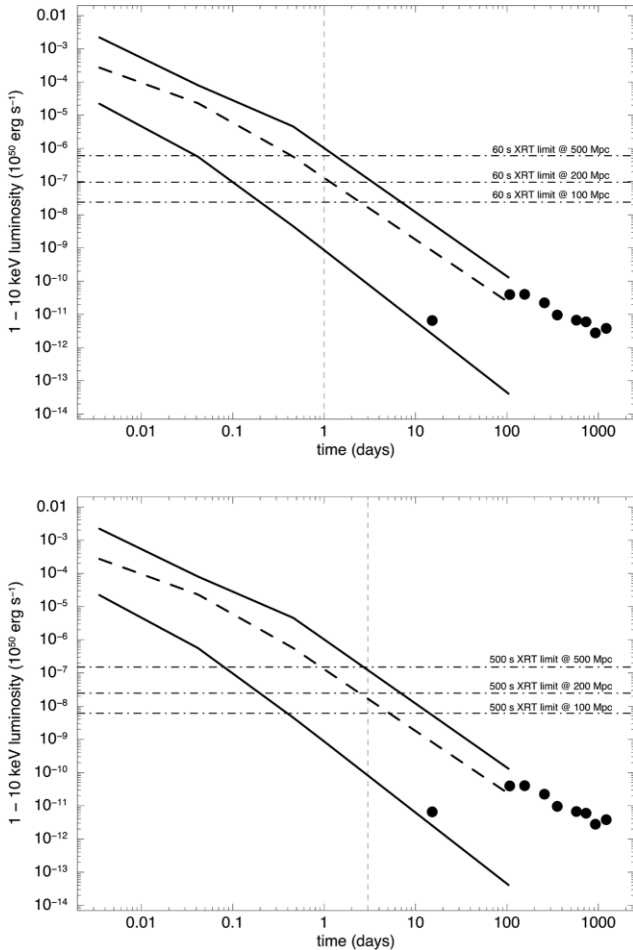 0.01
10⁻³
10⁻⁴
10⁻⁵
10⁻⁶
10⁻⁷
10⁻⁸
10⁻⁹
10⁻¹⁰
10⁻¹¹
10⁻¹²
10⁻¹³
10⁻¹⁴
1 – 10 keV luminosity (10⁵⁰ erg s⁻¹)
60 s XRT limit @ 500 Mpc
60 s XRT limit @ 200 Mpc
60 s XRT limit @ 100 Mpc
0.01 0.1 1 10 100 1000
time (days)
0.01
10⁻³
10⁻⁴
10⁻⁵
10⁻⁶
10⁻⁷
10⁻⁸
10⁻⁹
10⁻¹⁰
10⁻¹¹
10⁻¹²
10⁻¹³
10⁻¹⁴
1 – 10 keV luminosity (10⁵⁰ erg s⁻¹)
500 s XRT limit @ 500 Mpc
500 s XRT limit @ 200 Mpc
500 s XRT limit @ 100 Mpc
0.01 0.1 1 10 100 1000
time (days)